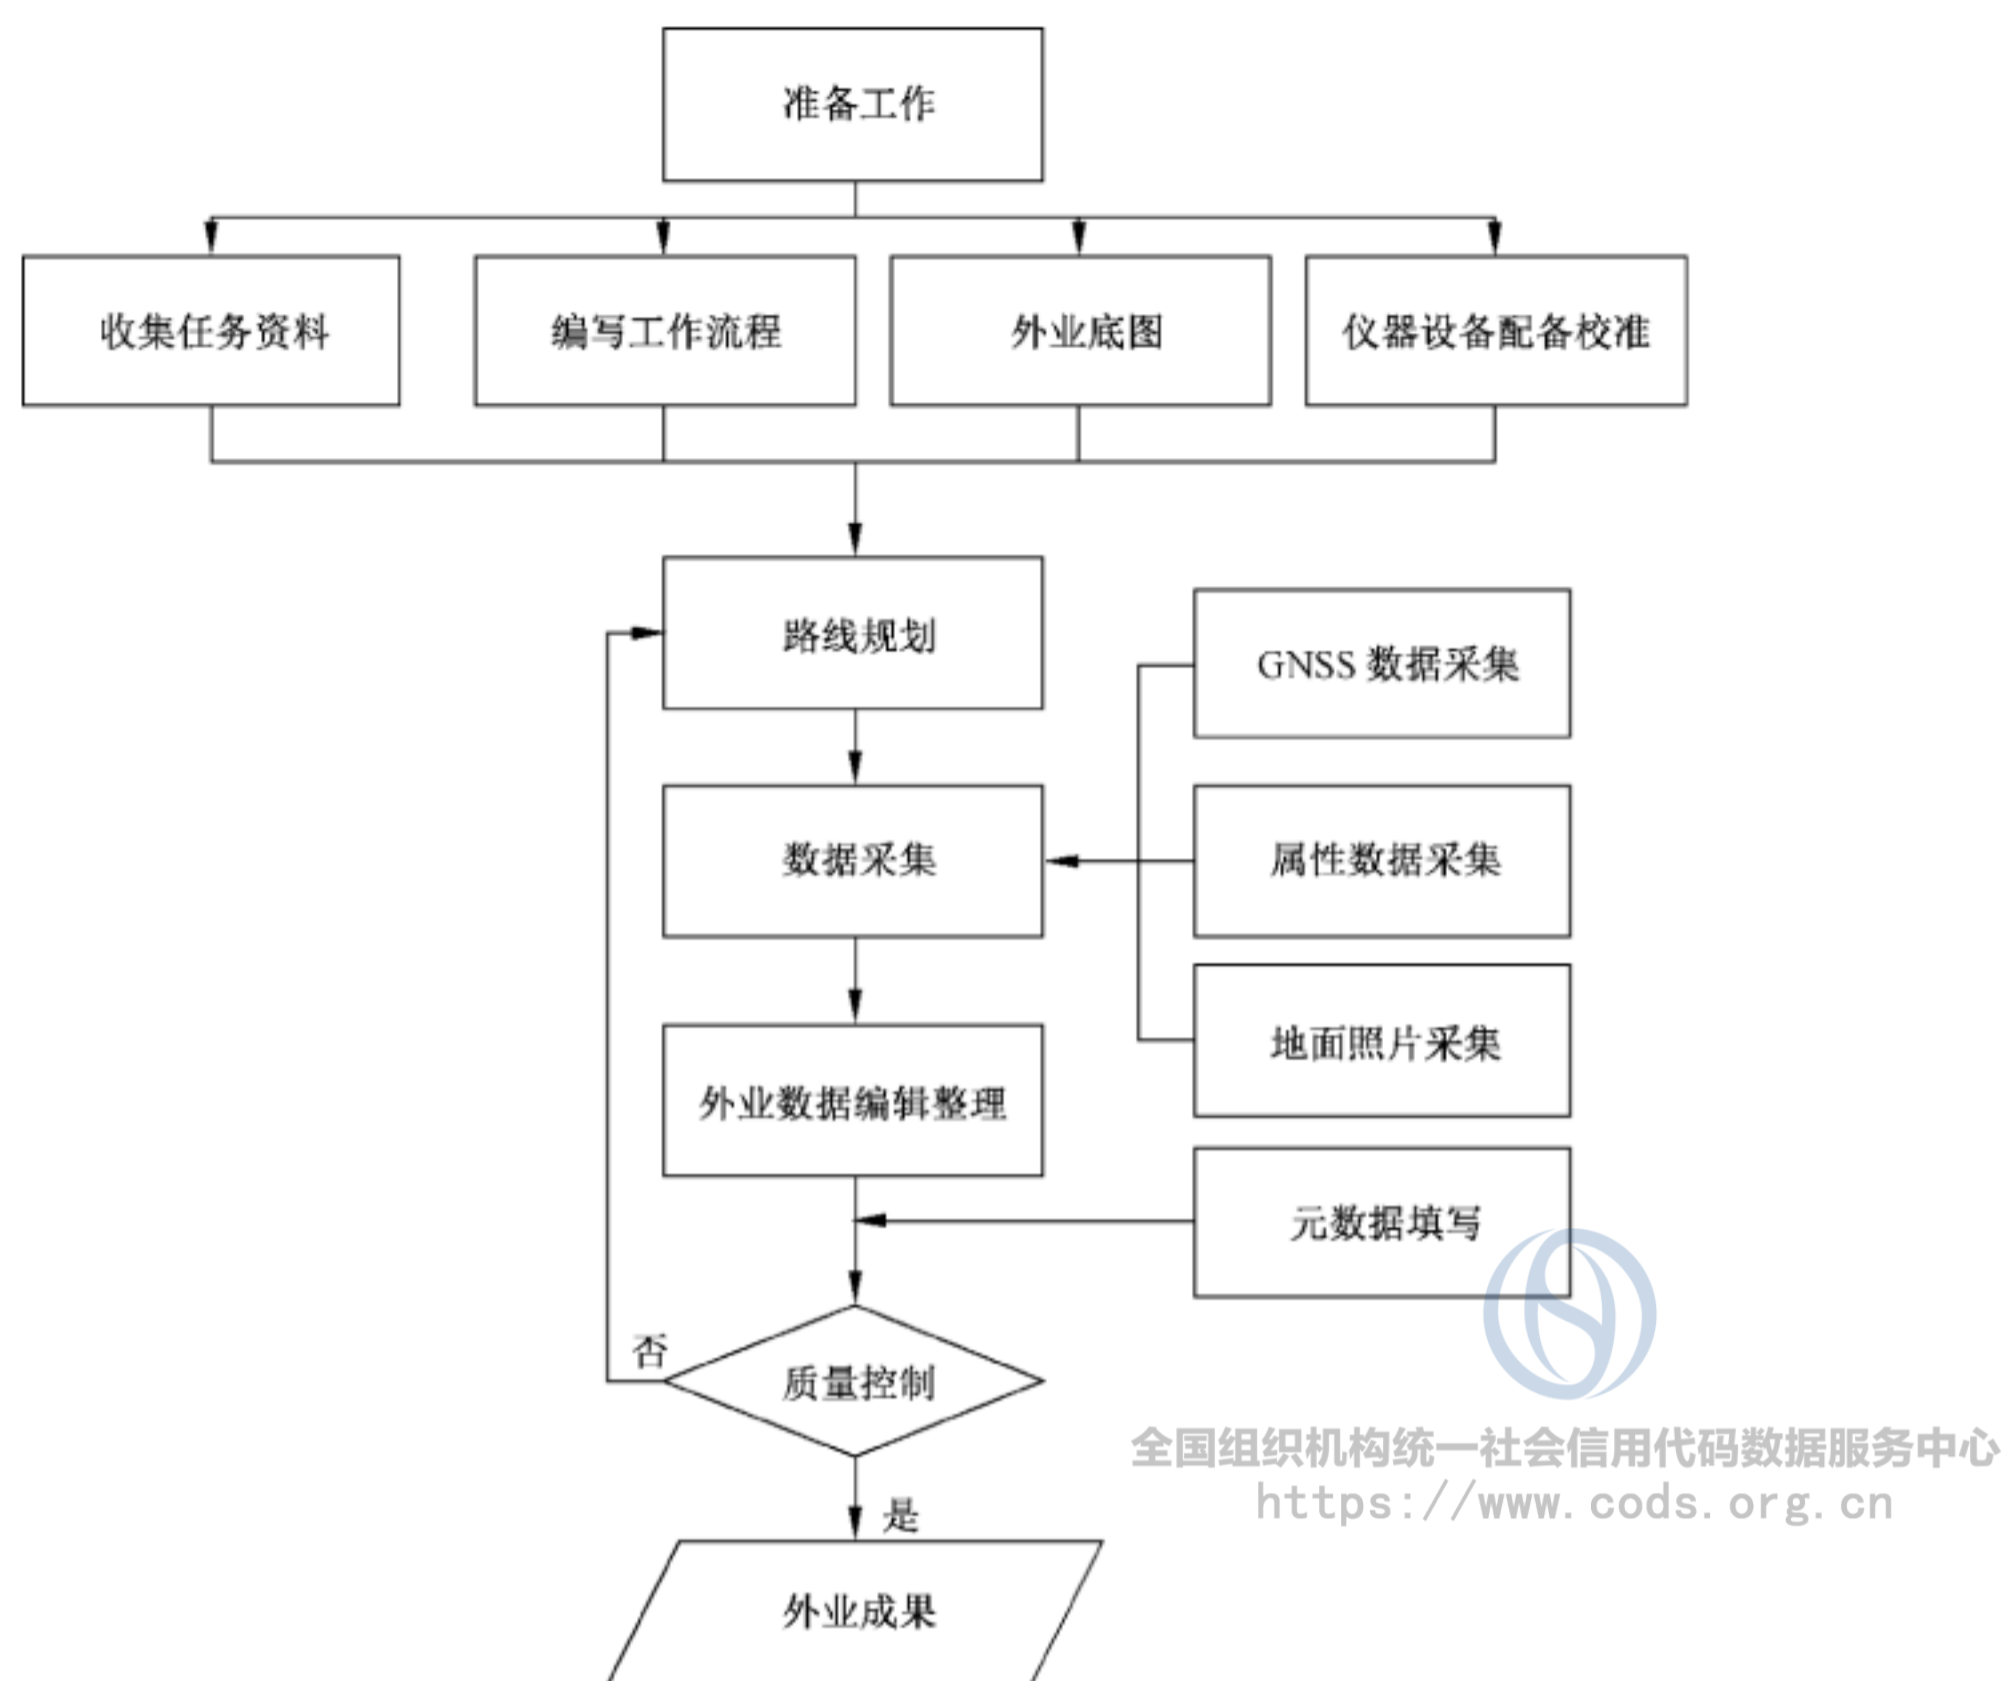 准备工作
收集任务资料
编写工作流程
外业底图
仪器设备配备校准
路线规划
GNSS 数据采集
数据采集
属性数据采集
地面照片采集
外业数据编辑整理
元数据填写
否
质量控制
全国组织机构统一社会信用代码数据服务中心
https://www.cods.org.cn
是
外业成果